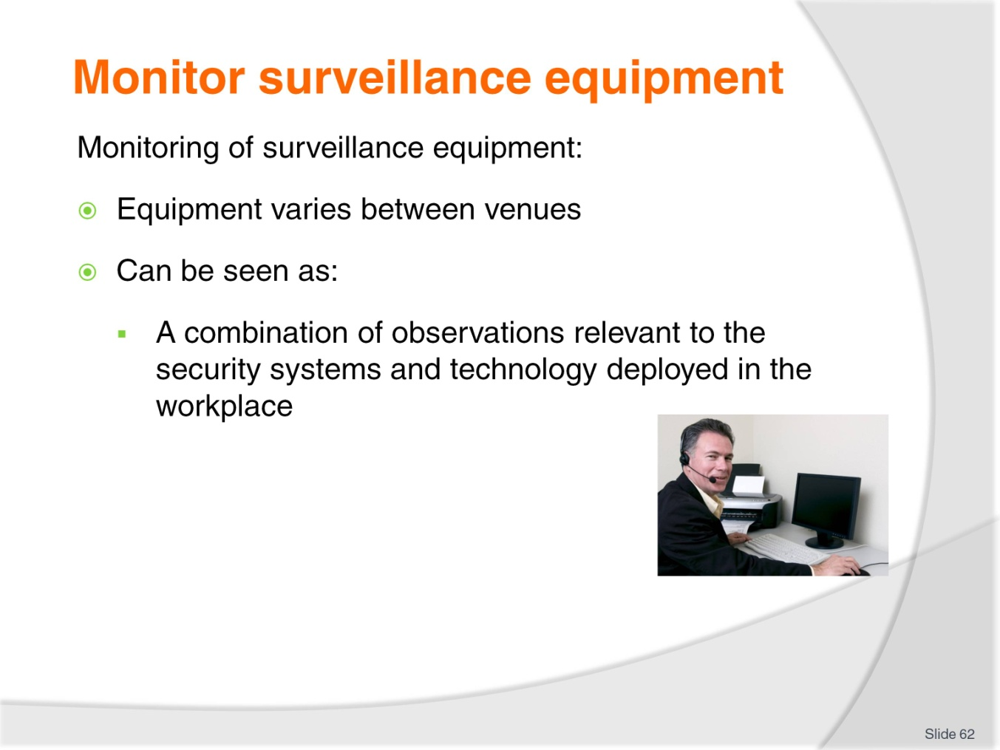 Monitor surveillance equipment
Monitoring of surveillance equipment:
Equipment varies between venues
Can be seen as:
A combination of observations relevant to the
security systems and technology deployed in the
workplace
Slide 62